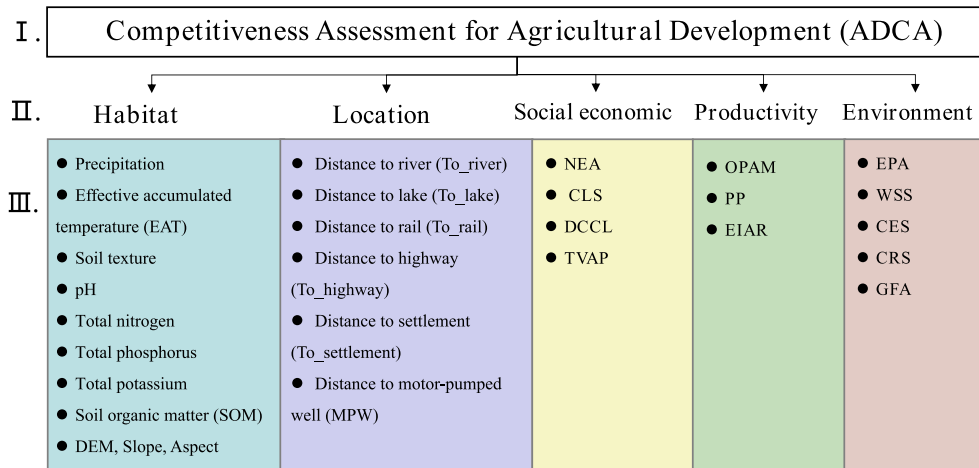 Ⅰ. Competitiveness Assessment for Agricultural Development (ADCA)
Ⅱ. Habitat Location Social economic Productivity Environment
Ⅲ.
● Precipitation
● Effective accumulated
temperature (EAT)
● Soil texture
● pH
● Total nitrogen
● Total phosphorus
● Total potassium
● Soil organic matter (SOM)
● DEM, Slope, Aspect
● Distance to river (To_river)
● Distance to lake (To_lake)
● Distance to rail (To_rail)
● Distance to highway
(To_highway)
● Distance to settlement
(To_settlement)
● Distance to motor-pumped
well (MPW)
● NEA
● CLS
● DCCL
● TVAP
● OPAM
● PP
● EIAR
● EPA
● WSS
● CES
● CRS
● GFA